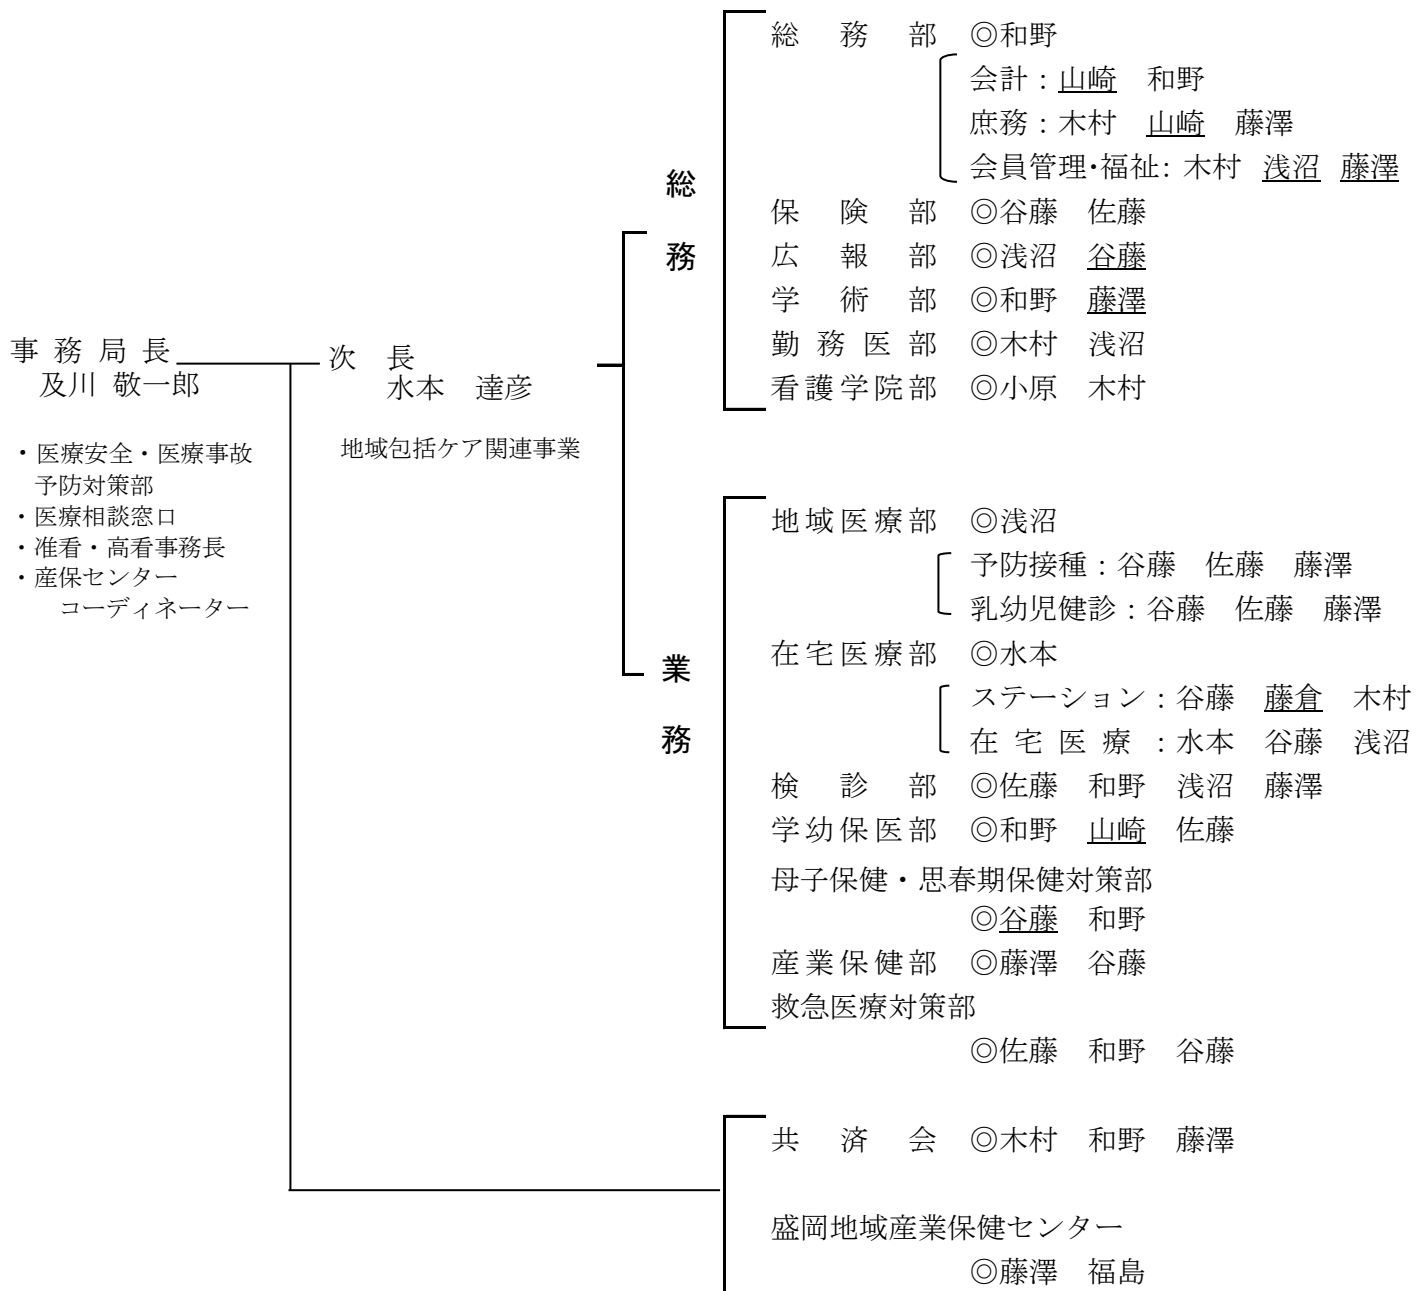 事務局長
及川 敬一郎
・医療安全・医療事故
予防対策部
・医療相談窓口
・准看・高看事務長
・産保センター
コーディネーター
次 長
水本 達彦
地域包括ケア関連事業
総務
総 務 部 ◎和野
会計：山崎 和野
庶務：木村 山崎 藤澤
会員管理・福祉：木村 浅沼 藤澤
保 険 部 ◎谷藤 佐藤
広 報 部 ◎浅沼 谷藤
学 術 部 ◎和野 藤澤
勤務医部 ◎木村 浅沼
看護学院部 ◎小原 木村
業務
地域医療部 ◎浅沼
予防接種：谷藤 佐藤 藤澤
乳幼児健診：谷藤 佐藤 藤澤
在宅医療部 ◎水本
ステーション：谷藤 藤倉 木村
在宅医療：水本 谷藤 浅沼
検 診 部 ◎佐藤 和野 浅沼 藤澤
学幼保医部 ◎和野 山崎 佐藤
母子保健・思春期保健対策部
◎谷藤 和野
産業保健部 ◎藤澤 谷藤
救急医療対策部
◎佐藤 和野 谷藤
共 済 会 ◎木村 和野 藤澤
盛岡地域産業保健センター
◎藤澤 福島